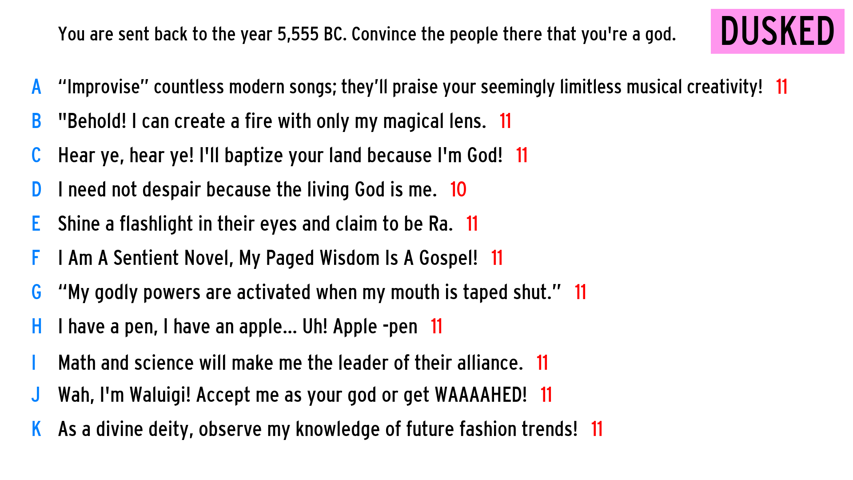 You are sent back to the year 5,555 BC. Convince the people there that you're a god.
DUSKED
A “Improvise” countless modern songs; they’ll praise your seemingly limitless musical creativity! 11
B "Behold! I can create a fire with only my magical lens. 11
C Hear ye, hear ye! I'll baptize your land because I'm God! 11
D I need not despair because the living God is me. 10
E Shine a flashlight in their eyes and claim to be Ra. 11
F I Am A Sentient Novel, My Paged Wisdom Is A Gospel! 11
G “My godly powers are activated when my mouth is taped shut.” 11
H I have a pen, I have an apple... Uh! Apple -pen 11
I Math and science will make me the leader of their alliance. 11
J Wah, I'm Waluigi! Accept me as your god or get WAAAAHED! 11
K As a divine deity, observe my knowledge of future fashion trends! 11